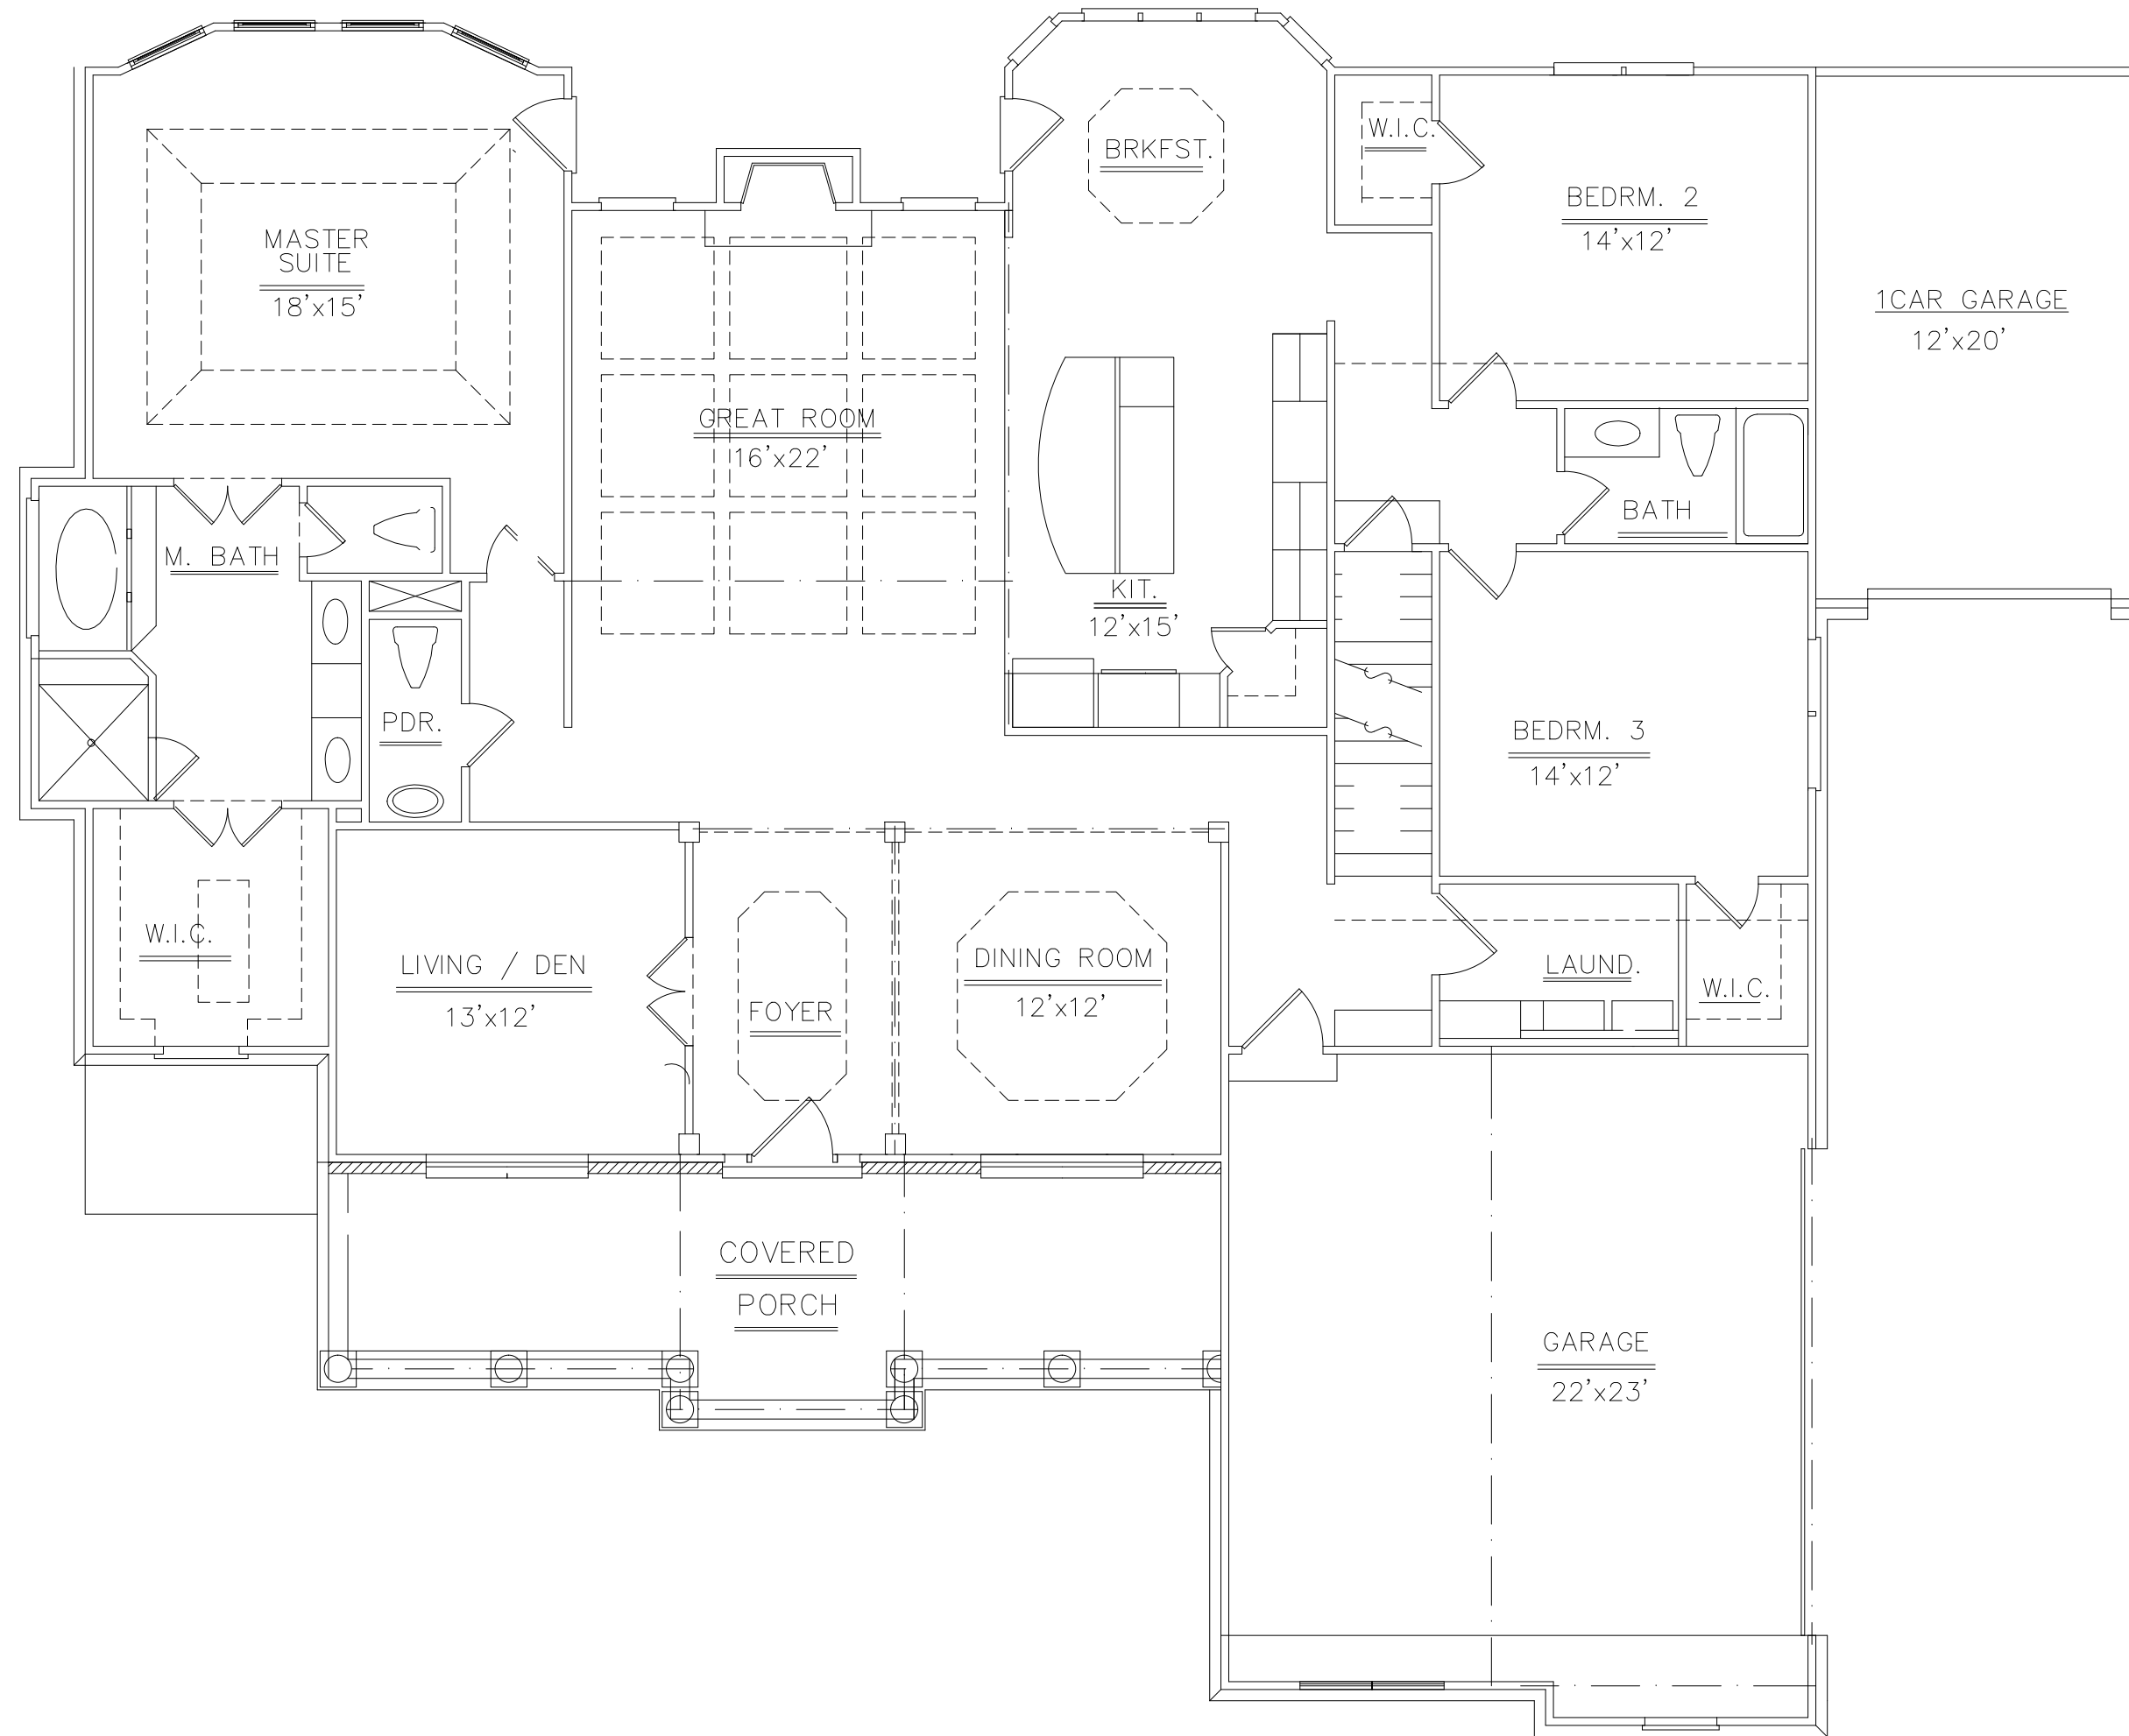 MASTER
SUITE
18'x15'
BRKFST.
W.I.C.
BEDRM. 2
14'x12'
1CAR GARAGE
12'x20'
GREAT ROOM
16'x22'
M. BATH
BATH
KIT.
12'x15'
PDR.
BEDRM. 3
14'x12'
W.I.C.
LIVING / DEN
13'x12'
FOYER
DINING ROOM
12'x12'
LAUND.
W.I.C.
COVERED
PORCH
GARAGE
22'x23'